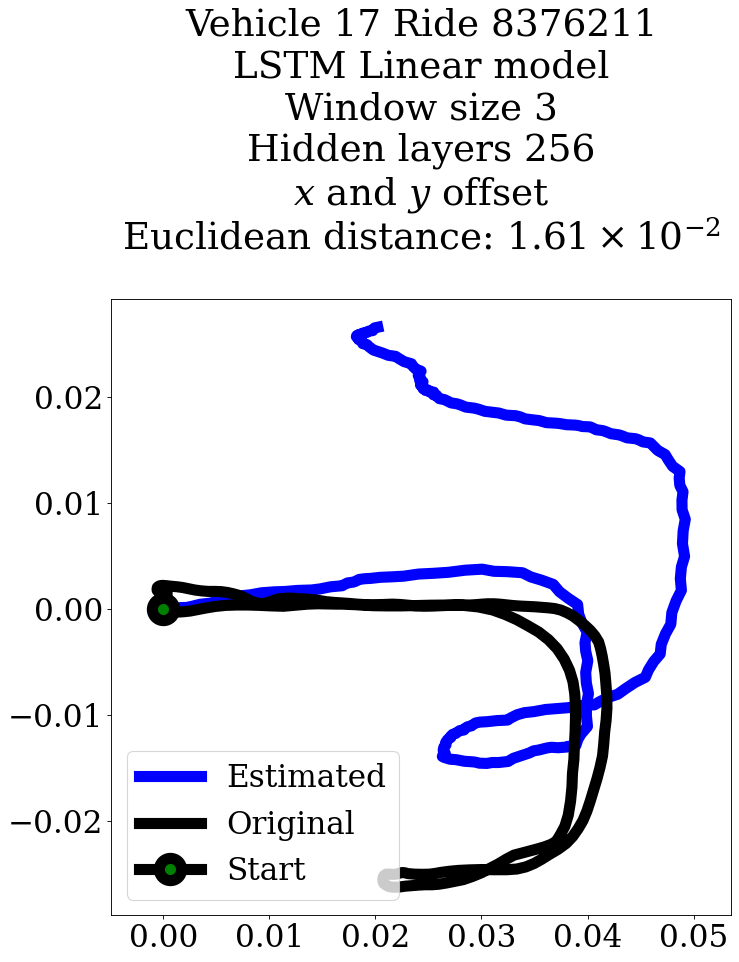 Vehicle 17 Ride 8376211
LSTM Linear model
Window size 3
Hidden layers 256
x and y offset
Euclidean distance: 1.61 × 10⁻²
0.02
0.01
0.00
−0.01
−0.02
Estimated
Original
Start
0.00 0.01 0.02 0.03 0.04 0.05